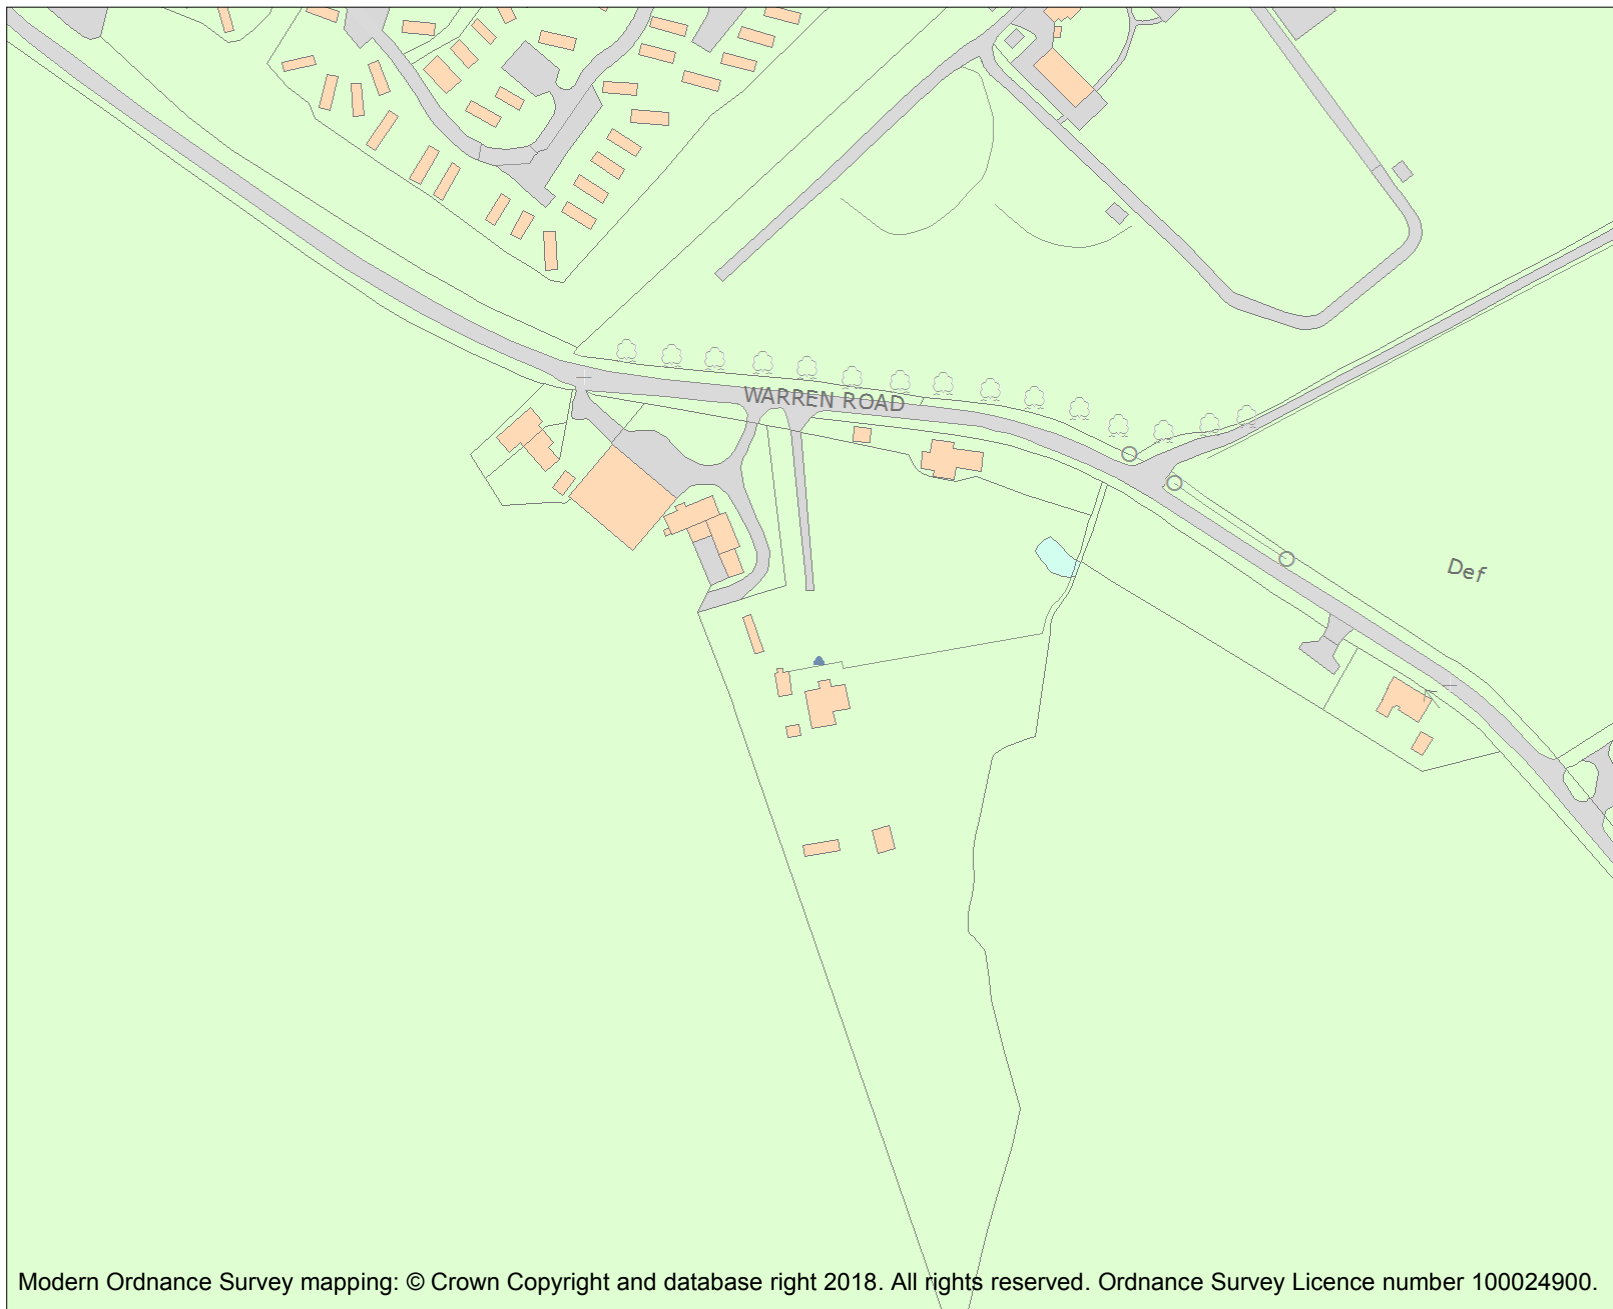 WARREN ROAD
Def
Modern Ordnance Survey mapping: © Crown Copyright and database right 2018. All rights reserved. Ordnance Survey Licence number 100024900.